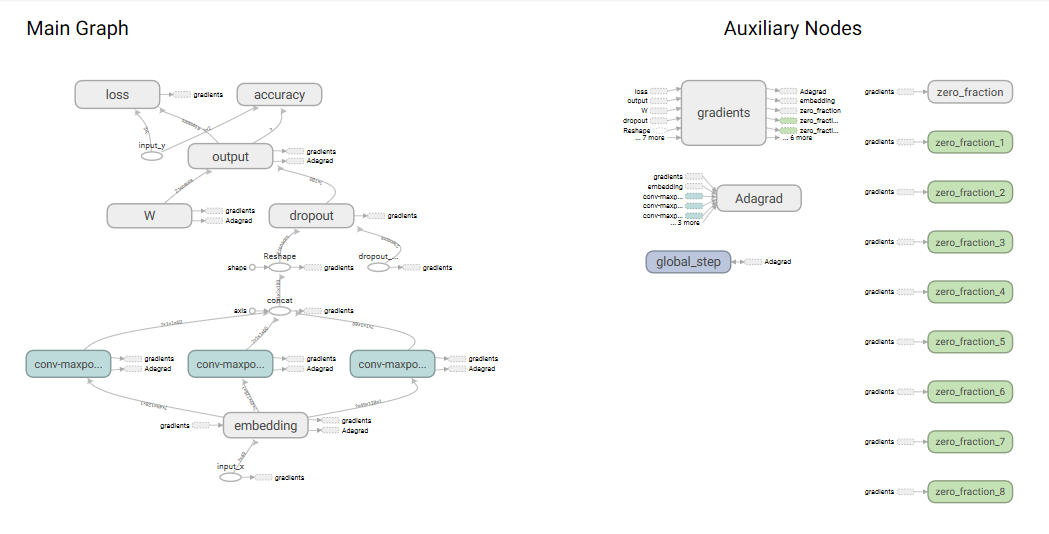 Main Graph
Auxiliary Nodes
loss
gradients
accuracy
input_y
output
gradients
Adagrad
W
gradients
Adagrad
dropout
gradients
Reshape
shape
gradients
dropout_...
gradients
concat
axis
gradients
conv-maxpo...
gradients
Adagrad
conv-maxpo...
gradients
Adagrad
conv-maxpo...
gradients
Adagrad
gradients
embedding
gradients
Adagrad
input_x
gradients
loss
output
W
dropout
Reshape
... 7 more
gradients
Adagrad
embedding
zero_fraction
zero_fracti...
zero_fracti...
... 6 more
gradients
embedding
conv-maxp...
conv-maxp...
conv-maxp...
... 3 more
Adagrad
global_step
Adagrad
gradients
zero_fraction
gradients
zero_fraction_1
gradients
zero_fraction_2
gradients
zero_fraction_3
gradients
zero_fraction_4
gradients
zero_fraction_5
gradients
zero_fraction_6
gradients
zero_fraction_7
gradients
zero_fraction_8